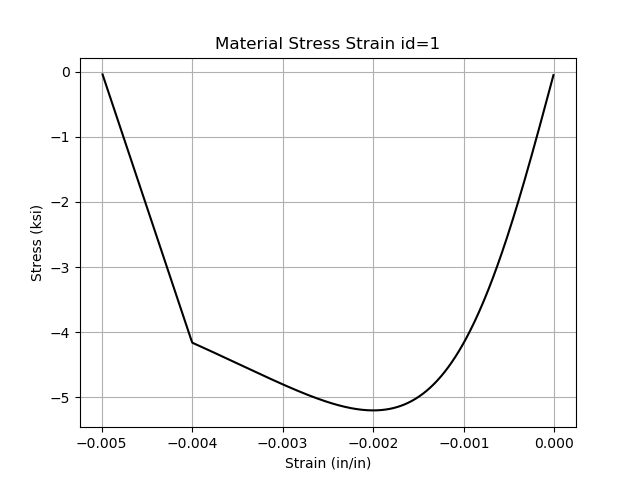 Material Stress Strain id=1
0
−1
−2
−3
−4
−5
Stress (ksi)
−0.005 −0.004 −0.003 −0.002 −0.001 0.000
Strain (in/in)